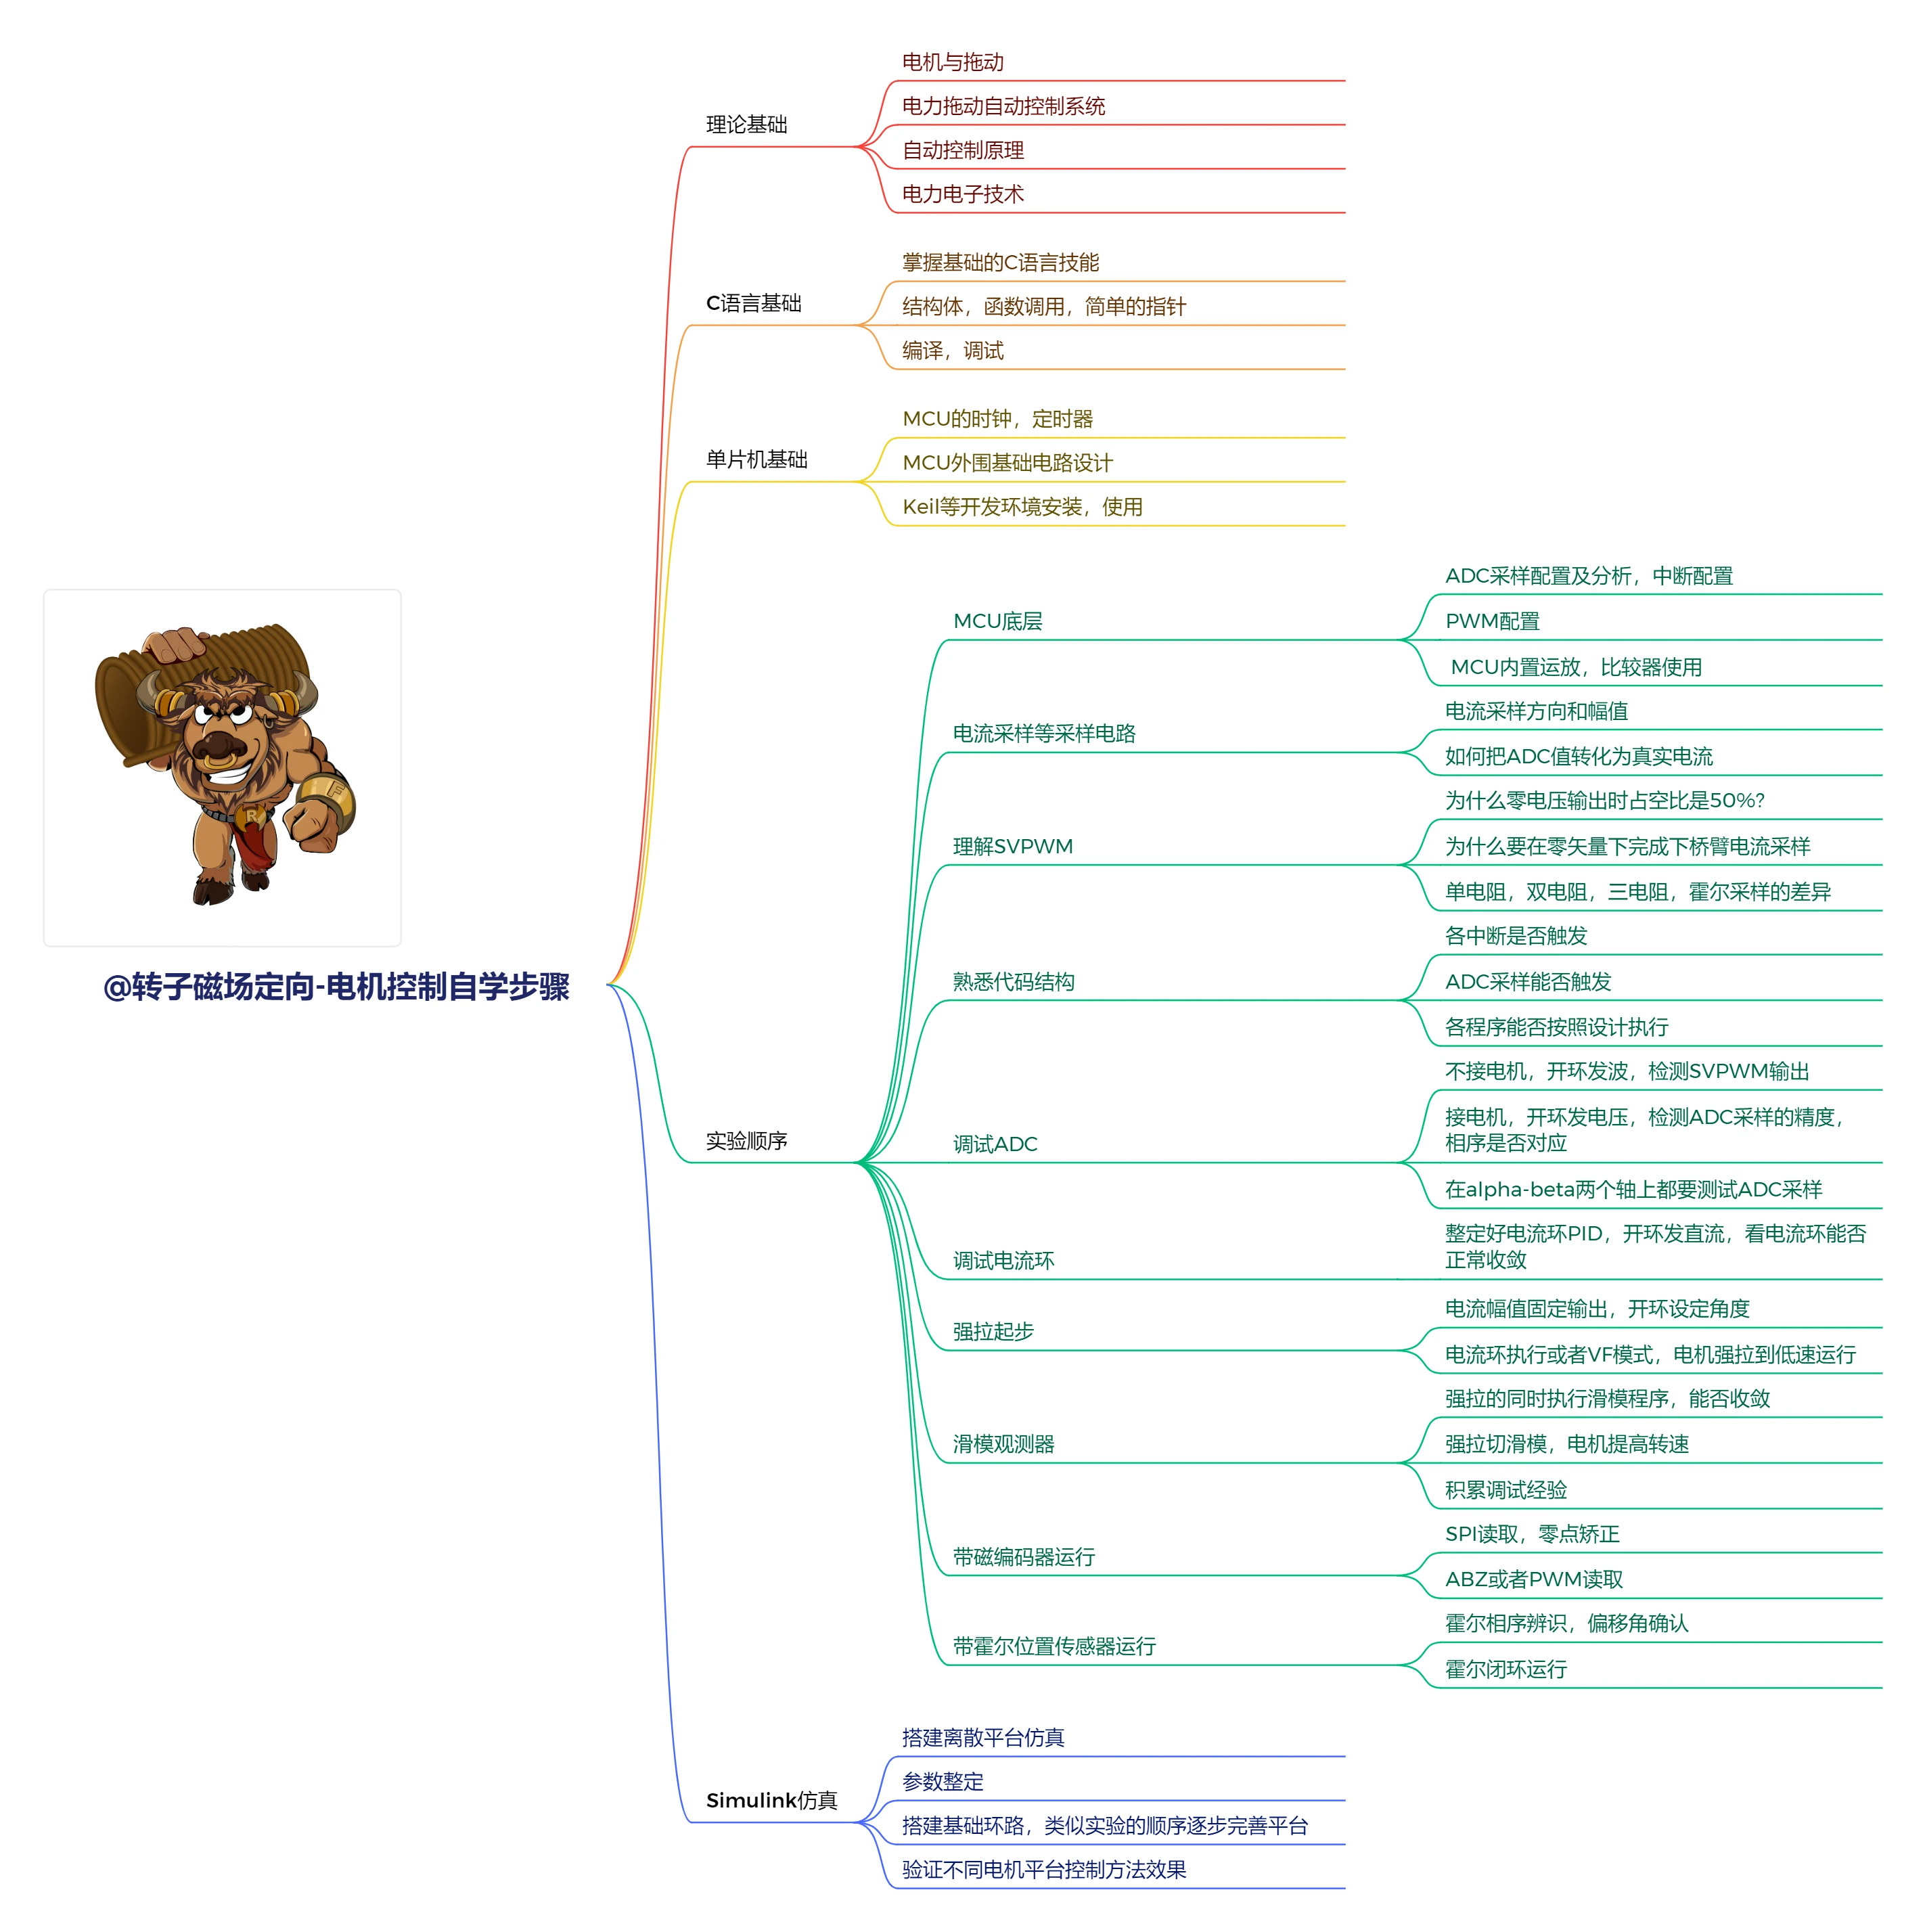 @转子磁场定向-电机控制自学步骤
理论基础
电机与拖动
电力拖动自动控制系统
自动控制原理
电力电子技术
C语言基础
掌握基础的C语言技能
结构体，函数调用，简单的指针
编译，调试
单片机基础
MCU的时钟，定时器
MCU外围基础电路设计
Keil等开发环境安装，使用
实验顺序
MCU底层
ADC采样配置及分析，中断配置
PWM配置
MCU内置运放，比较器使用
电流采样等采样电路
电流采样方向和幅值
如何把ADC值转化为真实电流
理解SVPWM
为什么零电压输出时占空比是50%?
为什么要在零矢量下完成下桥臂电流采样
单电阻，双电阻，三电阻，霍尔采样的差异
熟悉代码结构
各中断是否触发
ADC采样能否触发
各程序能否按照设计执行
调试ADC
不接电机，开环发波，检测SVPWM输出
接电机，开环发电压，检测ADC采样的精度，
相序是否对应
在alpha-beta两个轴上都要测试ADC采样
调试电流环
整定好电流环PID，开环发直流，看电流环能否
正常收敛
强拉起步
电流幅值固定输出，开环设定角度
电流环执行或者VF模式，电机强拉到低速运行
滑模观测器
强拉的同时执行滑模程序，能否收敛
强拉切滑模，电机提高转速
积累调试经验
带磁编码器运行
SPI读取，零点矫正
ABZ或者PWM读取
带霍尔位置传感器运行
霍尔相序辨识，偏移角确认
霍尔闭环运行
Simulink仿真
搭建离散平台仿真
参数整定
搭建基础环路，类似实验的顺序逐步完善平台
验证不同电机平台控制方法效果
R